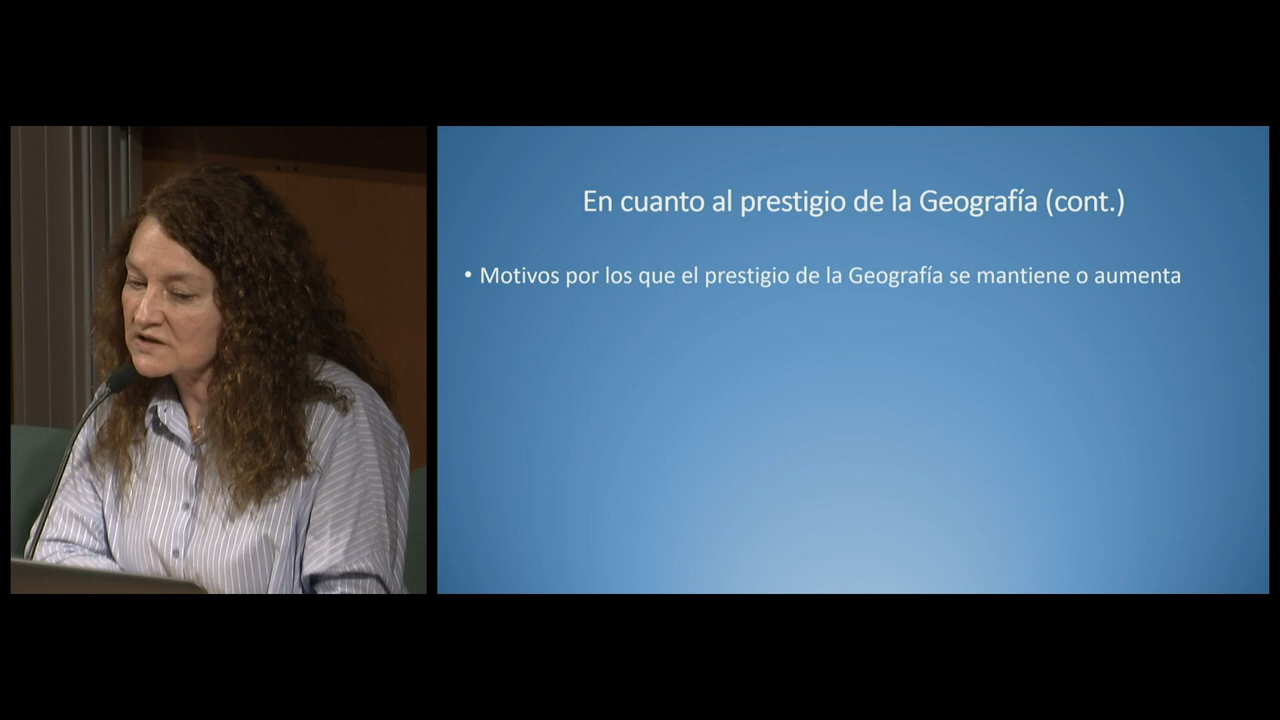 En cuanto al prestigio de la Geografía (cont.)
• Motivos por los que el prestigio de la Geografía se mantiene o aumenta